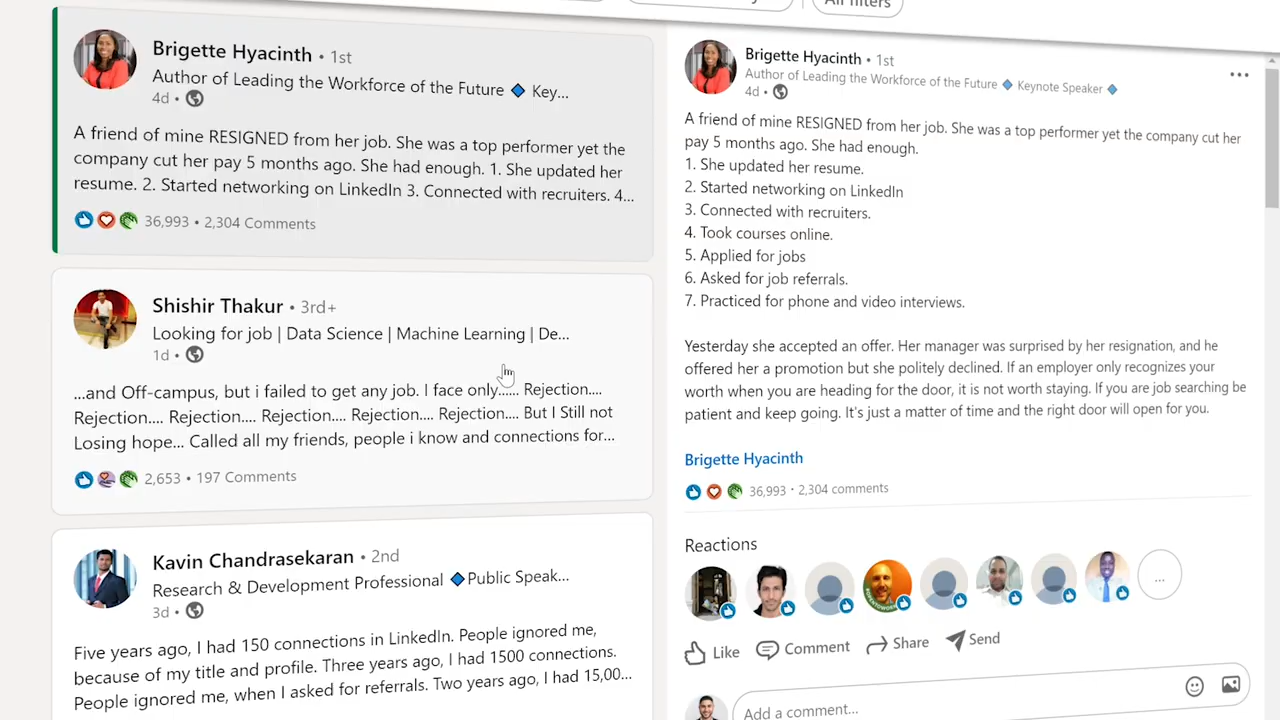 All filters
Brigette Hyacinth • 1st
Author of Leading the Workforce of the Future 🔷 Key...
4d •
A friend of mine RESIGNED from her job. She was a top performer yet the
company cut her pay 5 months ago. She had enough. 1. She updated her
resume. 2. Started networking on LinkedIn 3. Connected with recruiters. 4...
36,993 • 2,304 Comments
Shishir Thakur • 3rd+
Looking for job | Data Science | Machine Learning | De...
1d •
...and Off-campus, but i failed to get any job. I face only...... Rejection....
Rejection.... Rejection.... Rejection.... Rejection.... Rejection.... But I Still not
Losing hope... Called all my friends, people i know and connections for...
2,653 • 197 Comments
Kavin Chandrasekaran • 2nd
Research & Development Professional 🔷Public Speak...
3d •
Five years ago, I had 150 connections in LinkedIn. People ignored me,
because of my title and profile. Three years ago, I had 1500 connections.
People ignored me, when I asked for referrals. Two years ago, I had 15,00...
Brigette Hyacinth • 1st
Author of Leading the Workforce of the Future 🔷 Keynote Speaker 🔷
4d •
A friend of mine RESIGNED from her job. She was a top performer yet the company cut her
pay 5 months ago. She had enough.
1. She updated her resume.
2. Started networking on LinkedIn
3. Connected with recruiters.
4. Took courses online.
5. Applied for jobs
6. Asked for job referrals.
7. Practiced for phone and video interviews.
Yesterday she accepted an offer. Her manager was surprised by her resignation, and he
offered her a promotion but she politely declined. If an employer only recognizes your
worth when you are heading for the door, it is not worth staying. If you are job searching be
patient and keep going. It's just a matter of time and the right door will open for you.
Brigette Hyacinth
36,993 · 2,304 comments
Reactions
...
Like Comment Share Send
Add a comment...